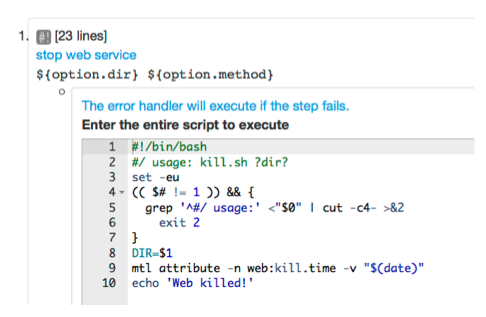 1. #! [23 lines]
stop web service
${option.dir} ${option.method}
The error handler will execute if the step fails.
Enter the entire script to execute
1 #!/bin/bash
2 #/ usage: kill.sh ?dir?
3 set -eu
4 (( $# != 1 )) && {
5 grep '^#/ usage:' <"$0" | cut -c4- >&2
6 exit 2
7 }
8 DIR=$1
9 mtl attribute -n web:kill.time -v "$(date)"
10 echo 'Web killed!'